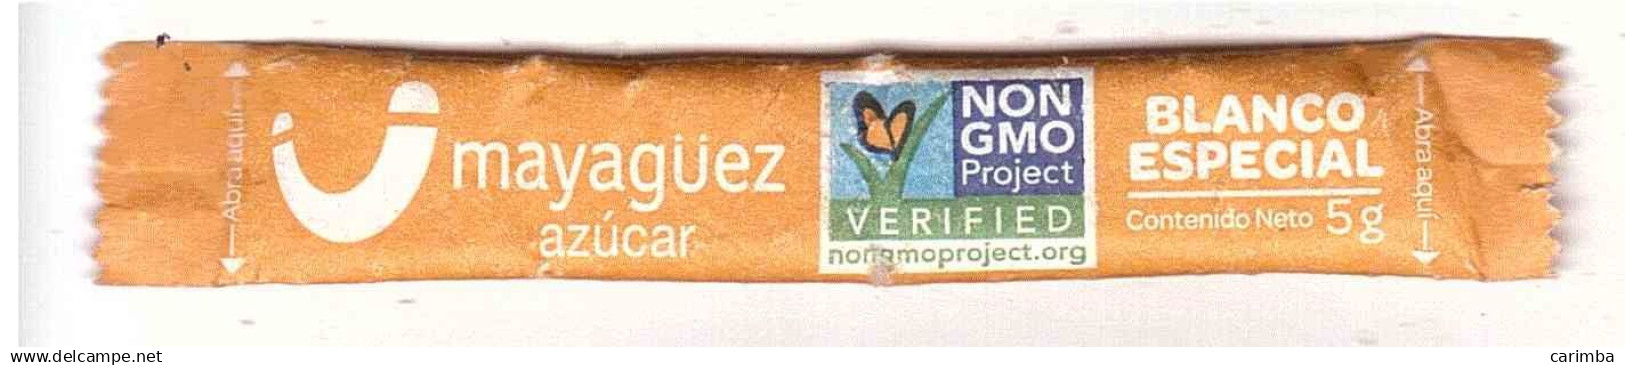 Abra aquí
mayagüez
azúcar
NON
GMO
Project
VERIFIED
nongmoproject.org
BLANCO
ESPECIAL
Contenido Neto 5g
Abra aquí
www.delcampe.net
carimba